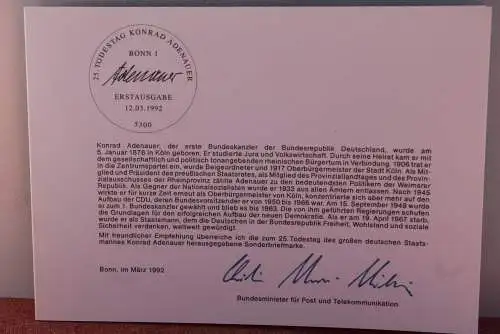 25. TODESTAG KONRAD ADENAUER
BONN 1
Adenauer
ERSTAUSGABE
12.03.1992
5300
Konrad Adenauer, der erste Bundeskanzler der Bundesrepublik Deutschland, wurde am
5. Januar 1876 in Köln geboren. Er studierte Jura und Volkswirtschaft. Durch seine Heirat kam er mit
dem gesellschaftlich und politisch tonangebenden rheinischen Bürgertum in Verbindung. 1906 trat er
in die Zentrumspartei ein, wurde Beigeordneter und 1917 Oberbürgermeister der Stadt Köln. Als Mit-
glied und Präsident des preußischen Staatsrates, als Mitglied des Provinziallandtages und des Provin-
zialausschusses der Rheinprovinz zählte Adenauer zu den bedeutendsten Politikern der Weimarer
Republik. Als Gegner des Nationalsozialismus wurde er 1933 aus allen Ämtern entlassen. Nach 1945
wirkte er für kurze Zeit erneut als Oberbürgermeister von Köln, konzentrierte sich aber mehr auf den
Aufbau der CDU, deren Bundesvorsitzender er von 1950 bis 1966 war. Am 15. September 1949 wurde
er zum 1. Bundeskanzler gewählt und blieb es bis 1963. Die von ihm geführten Regierungen schufen
die Grundlagen für den erfolgreichen Aufbau der neuen Demokratie. Als er am 19. April 1967 starb,
wurde er als Staatsmann, dem die Deutschen in der Bundesrepublik Freiheit, Wohlstand und soziale
Sicherheit verdanken, weltweit gewürdigt.
Mit freundlicher Empfehlung überreiche ich die zum 25. Todestag des großen deutschen Staats-
mannes Konrad Adenauer herausgegebene Sonderbriefmarke.
Bonn, im März 1992
Bundesminister für Post und Telekommunikation